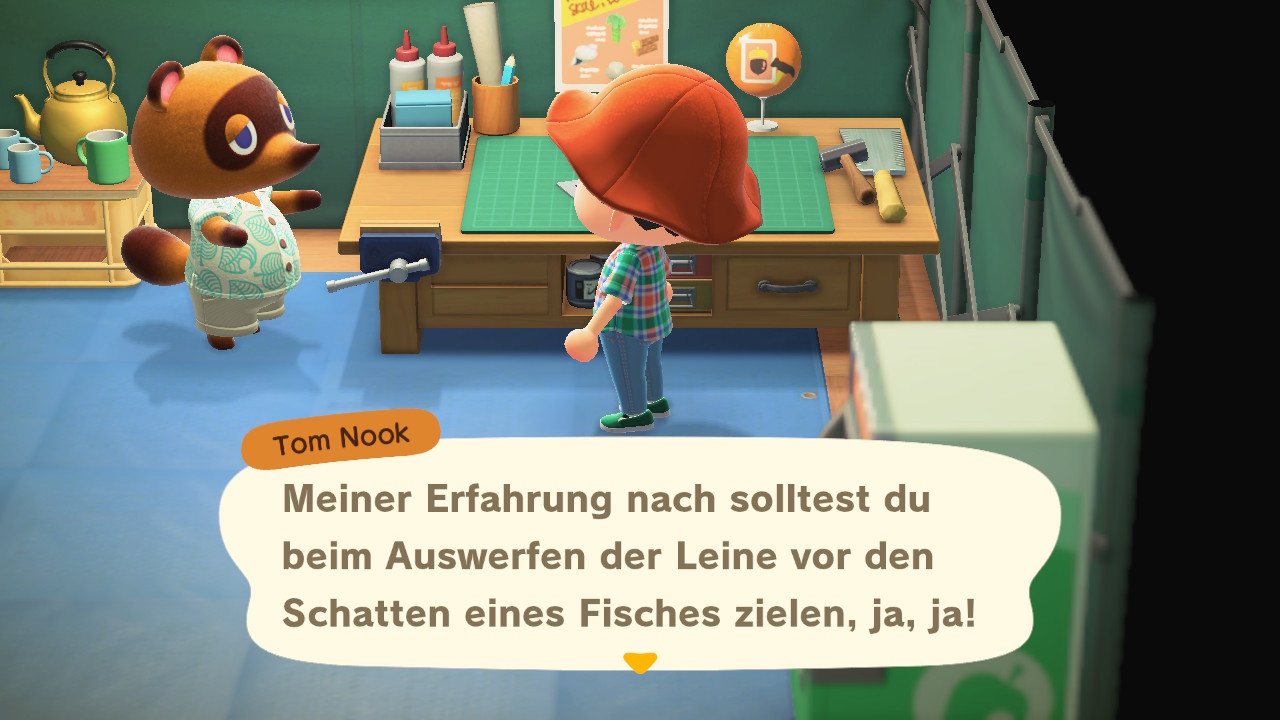 Tom Nook
Meiner Erfahrung nach solltest du
beim Auswerfen der Leine vor den
Schatten eines Fisches zielen, ja, ja!